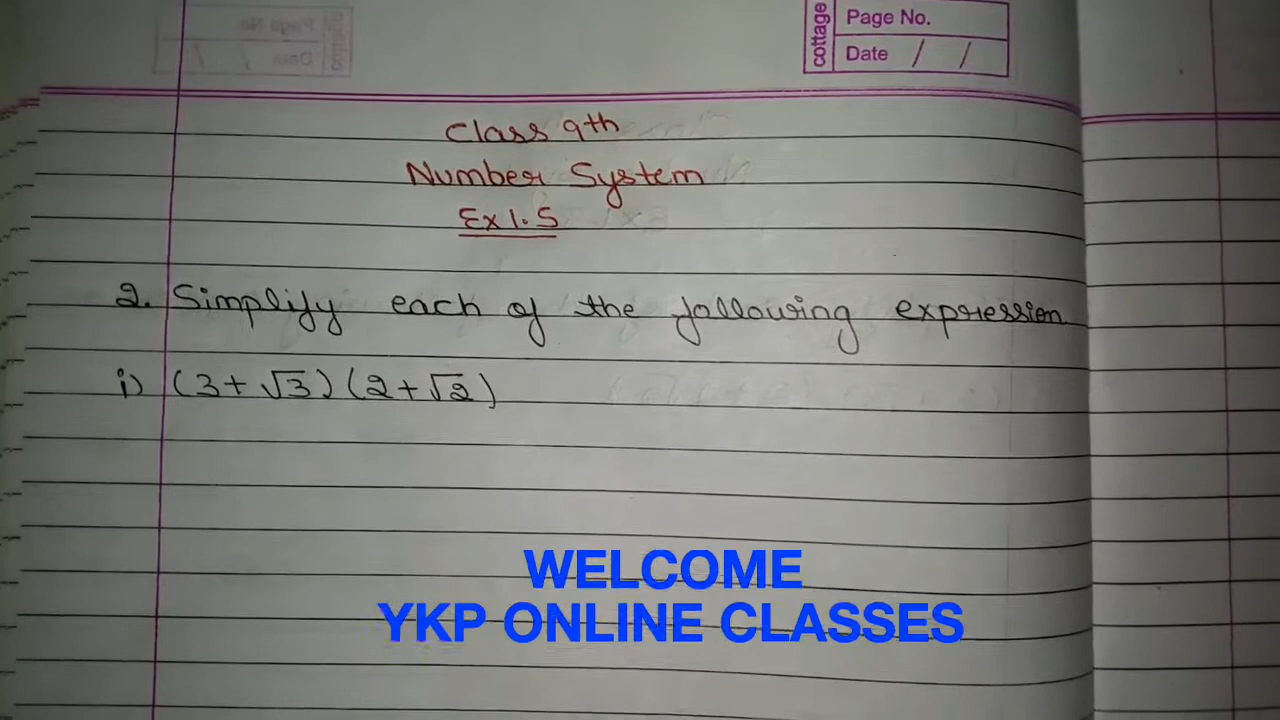 cottage
Page No.
Date / /
Class 9th
Number System
Ex 1.5
2. Simplify each of the following expression
i) (3+√3)(2+√2)
WELCOME
YKP ONLINE CLASSES